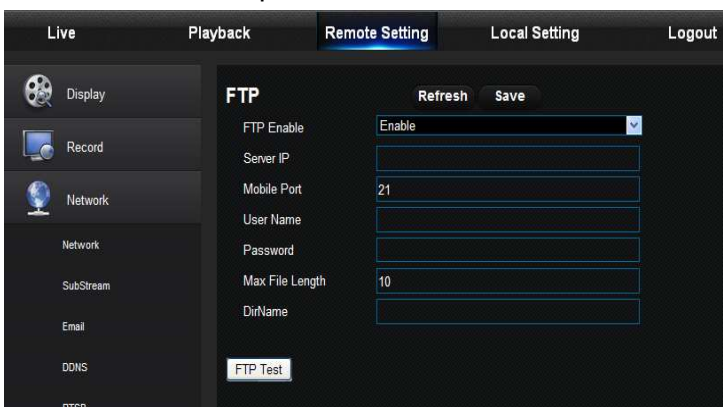 Live Playback Remote Setting Local Setting Logout
Display
Record
Network
Network
SubStream
Email
DDNS
RTSP
FTP Refresh Save
FTP Enable Enable
Server IP
Mobile Port 21
User Name
Password
Max File Length 10
DirName
FTP Test